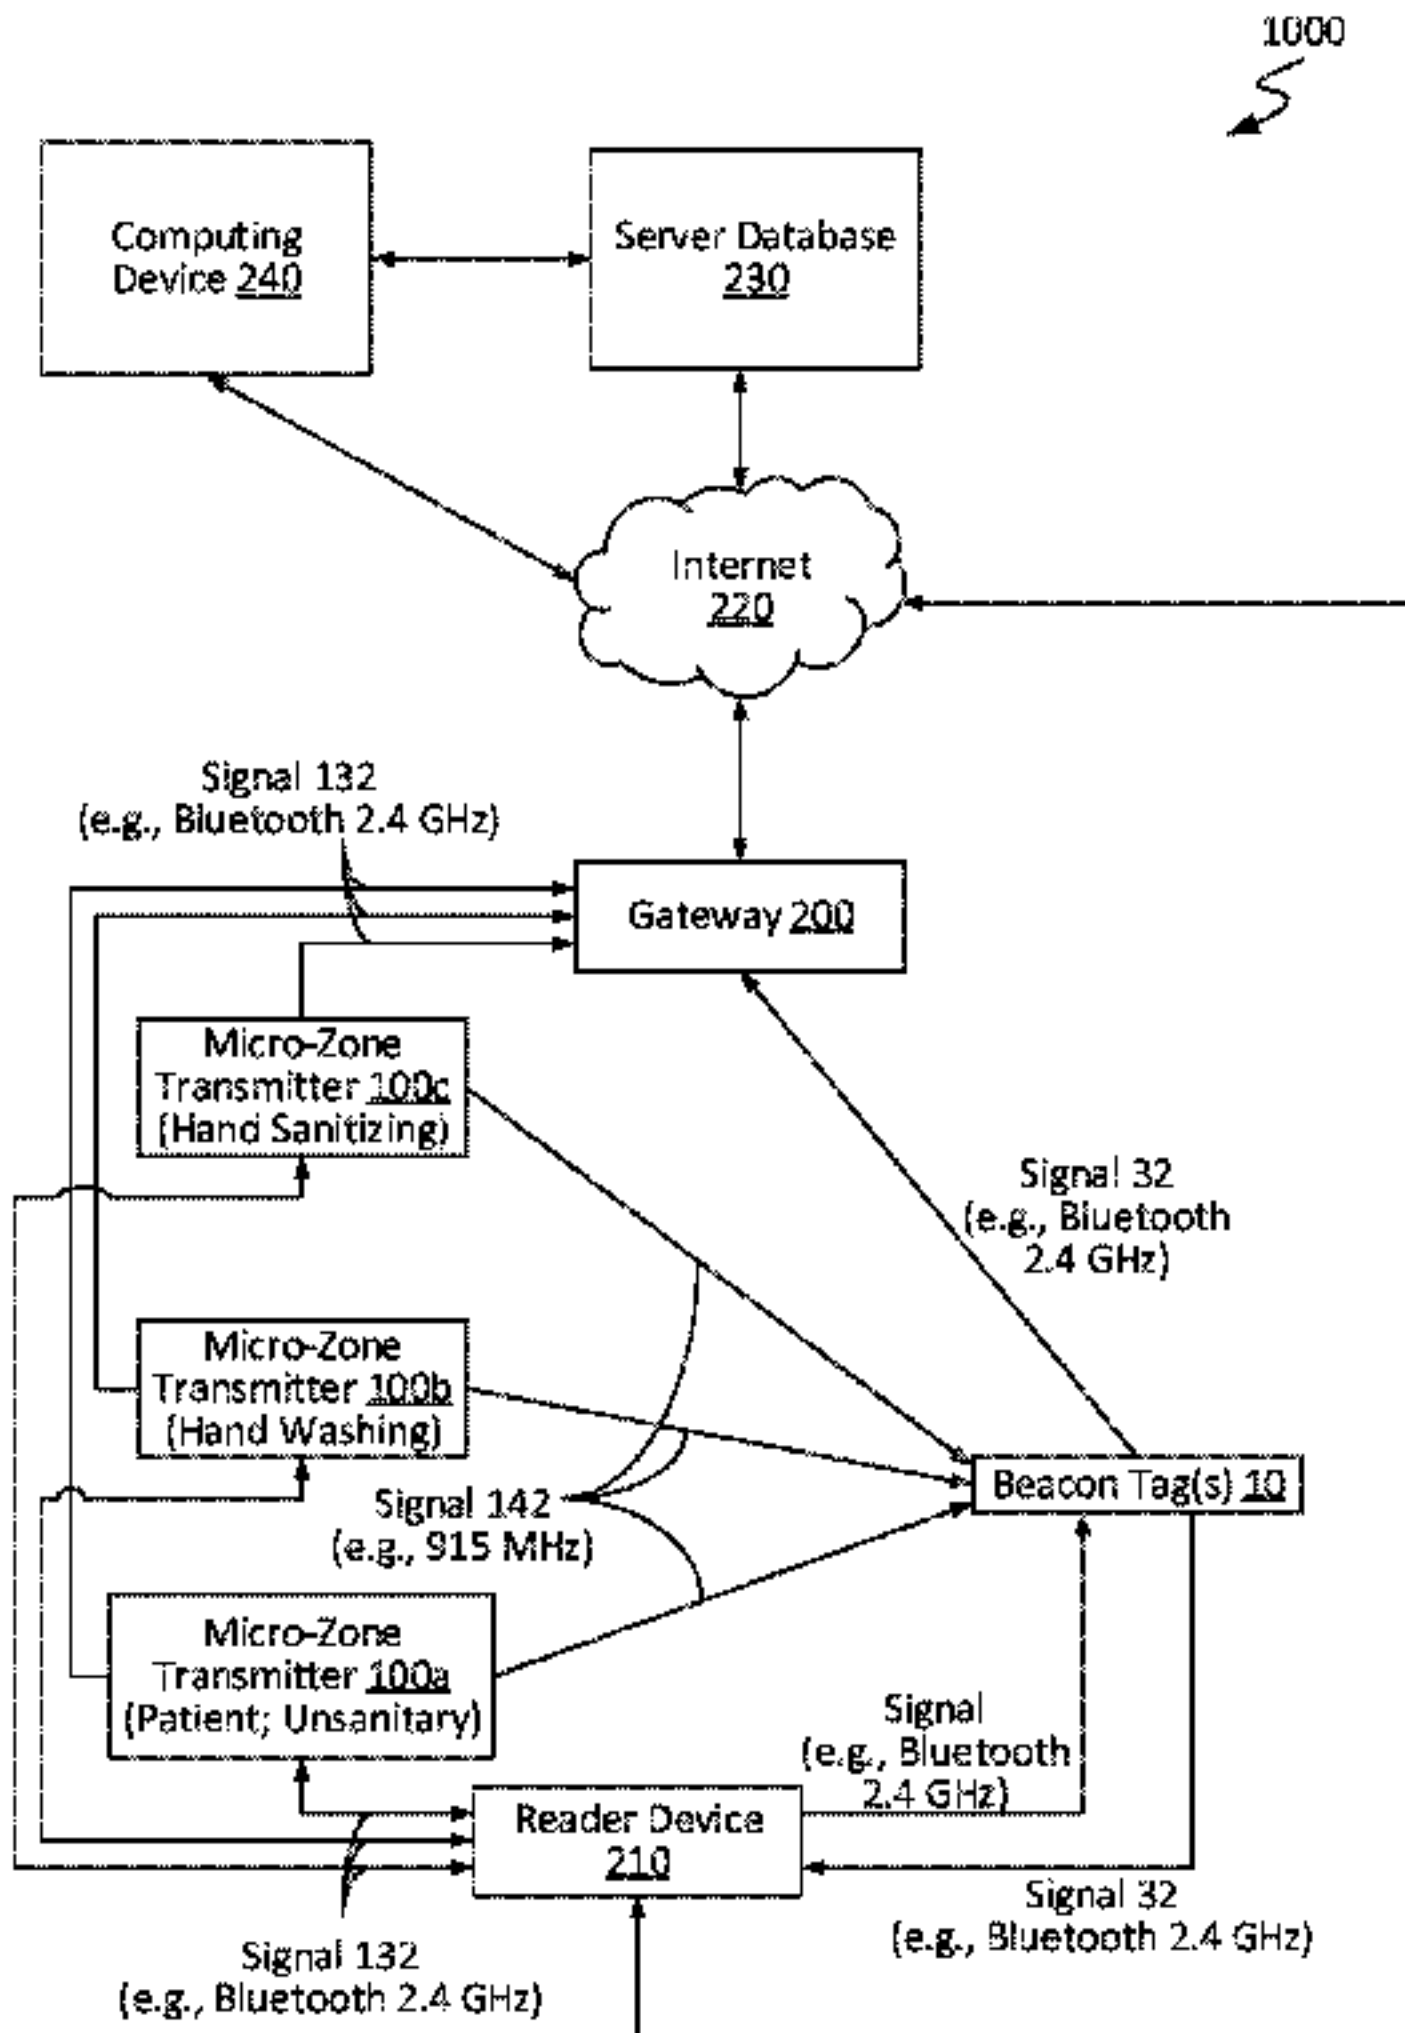 1000
Computing
Device 240
Server Database
230
Internet
220
Signal 132
(e.g., Bluetooth 2.4 GHz)
Gateway 200
Micro-Zone
Transmitter 100c
(Hand Sanitizing)
Signal 32
(e.g., Bluetooth
2.4 GHz)
Micro-Zone
Transmitter 100b
(Hand Washing)
Beacon Tag(s) 10
Signal 142
(e.g., 915 MHz)
Micro-Zone
Transmitter 100a
(Patient; Unsanitary)
Signal
(e.g., Bluetooth
2.4 GHz)
Reader Device
210
Signal 32
(e.g., Bluetooth 2.4 GHz)
Signal 132
(e.g., Bluetooth 2.4 GHz)